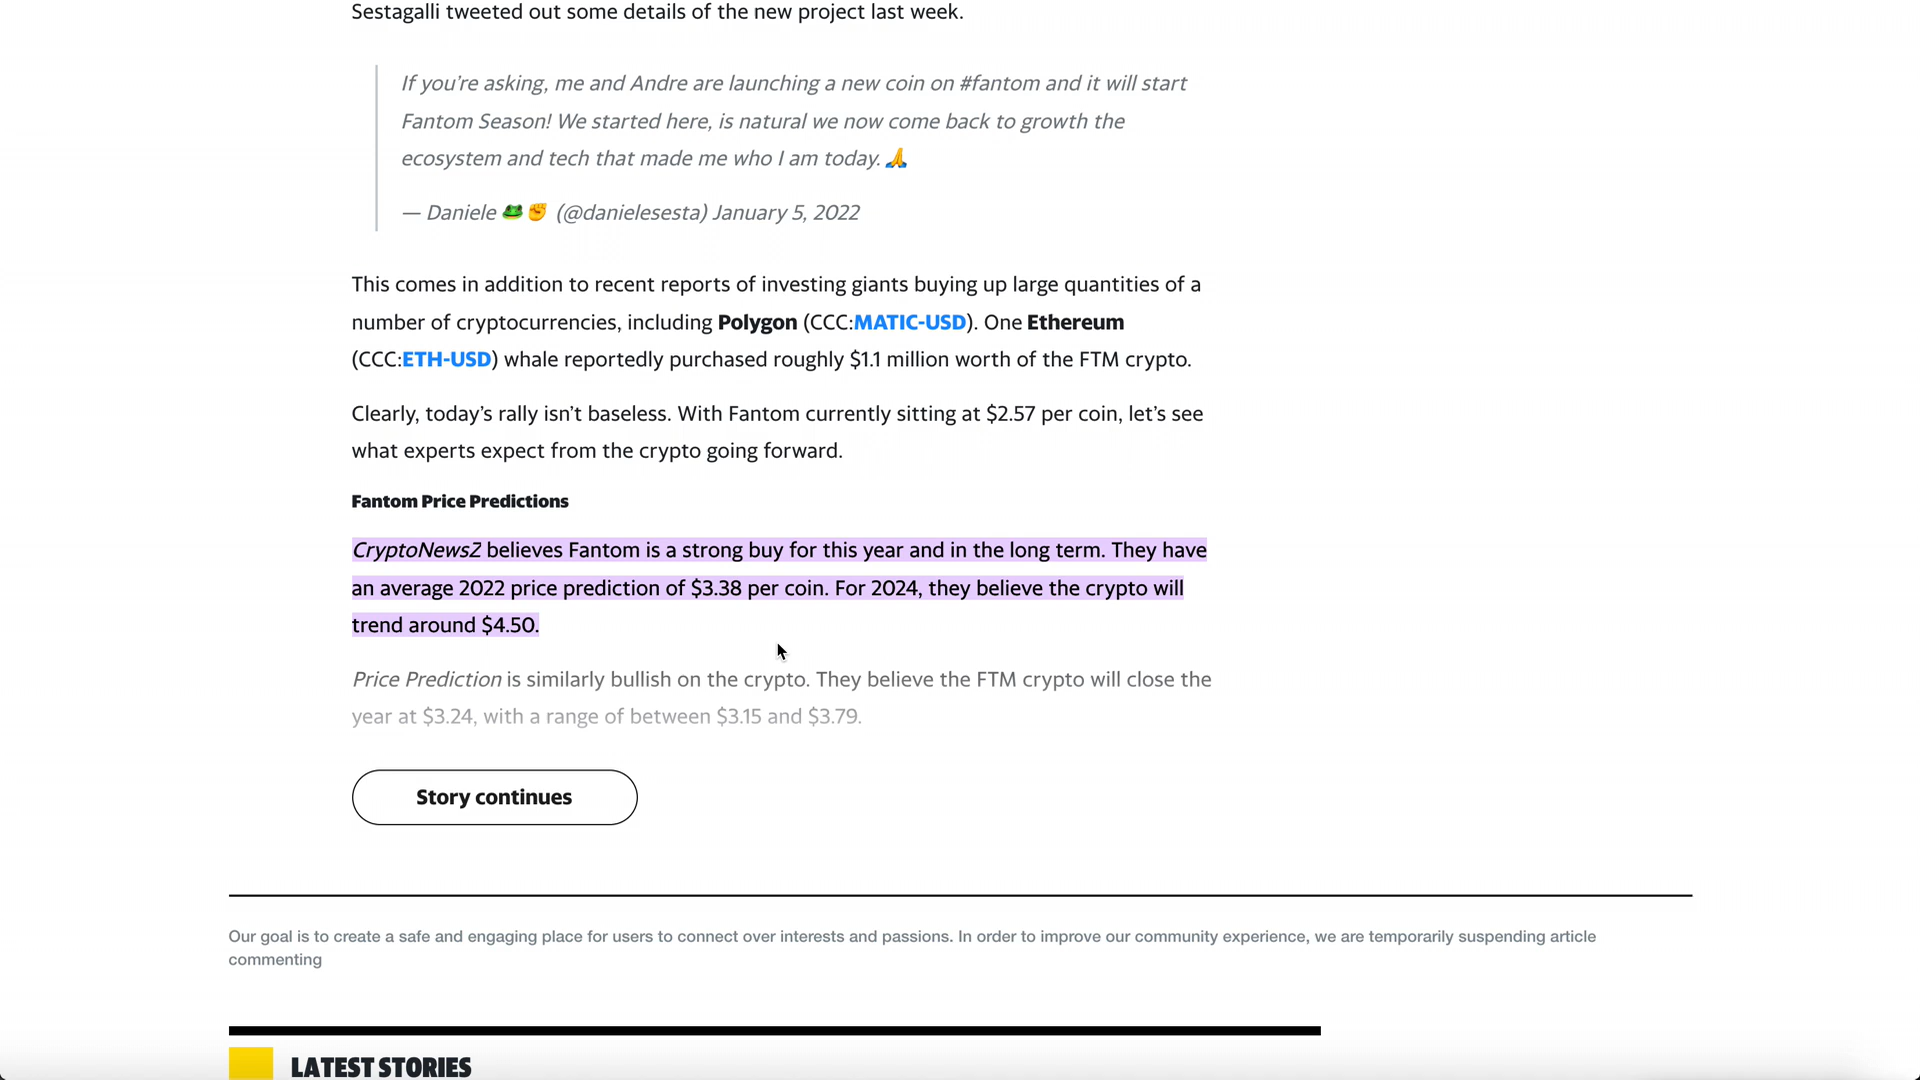 Sestagalli tweeted out some details of the new project last week.
If you're asking, me and Andre are launching a new coin on #fantom and it will start
Fantom Season! We started here, is natural we now come back to growth the
ecosystem and tech that made me who I am today. 🙏
— Daniele 🐸✊ (@danielesesta) January 5, 2022
This comes in addition to recent reports of investing giants buying up large quantities of a
number of cryptocurrencies, including Polygon (CCC:MATIC-USD). One Ethereum
(CCC:ETH-USD) whale reportedly purchased roughly $1.1 million worth of the FTM crypto.
Clearly, today's rally isn't baseless. With Fantom currently sitting at $2.57 per coin, let's see
what experts expect from the crypto going forward.
Fantom Price Predictions
CryptoNewsZ believes Fantom is a strong buy for this year and in the long term. They have
an average 2022 price prediction of $3.38 per coin. For 2024, they believe the crypto will
trend around $4.50.
Price Prediction is similarly bullish on the crypto. They believe the FTM crypto will close the
year at $3.24, with a range of between $3.15 and $3.79.
Story continues
Our goal is to create a safe and engaging place for users to connect over interests and passions. In order to improve our community experience, we are temporarily suspending article
commenting
LATEST STORIES